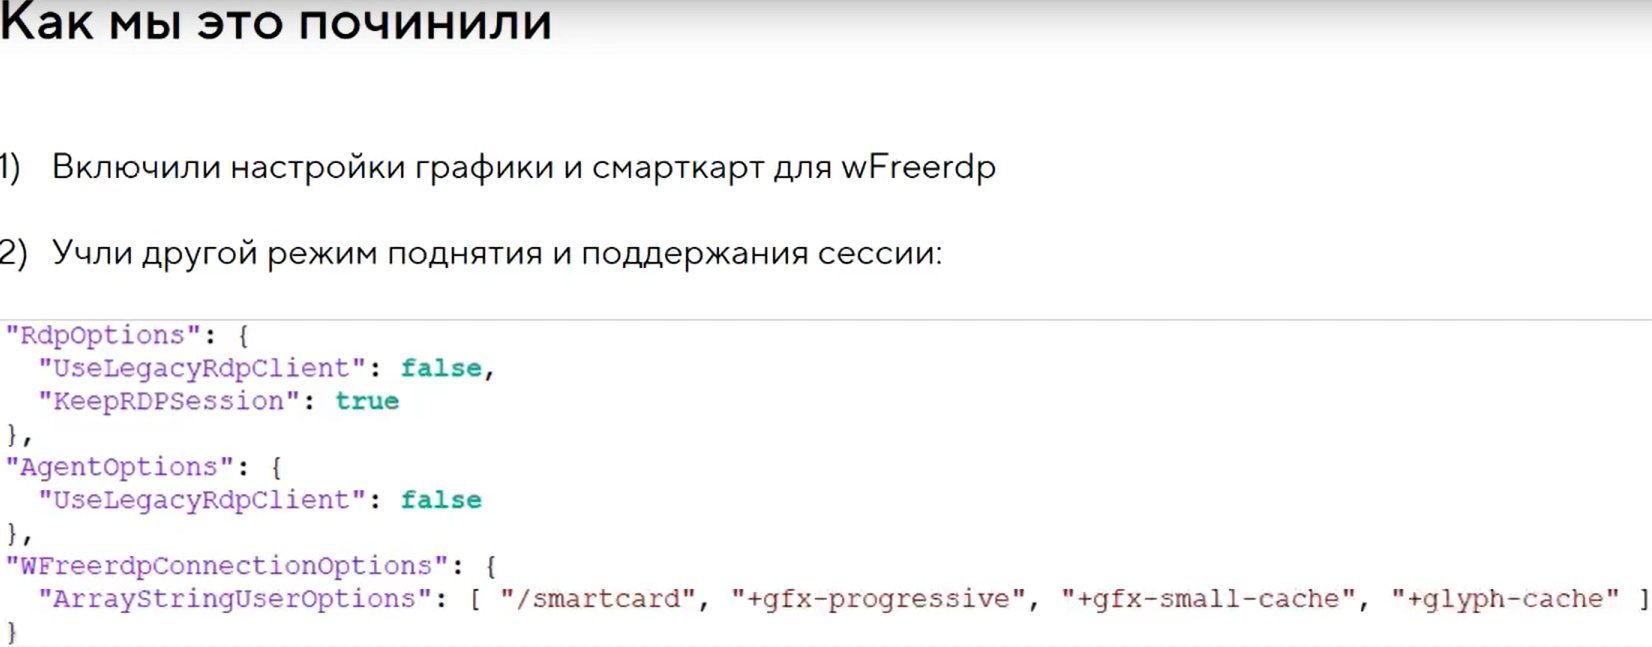 Как мы это починили
1) Включили настройки графики и смарткарт для wFreerdp
2) Учли другой режим поднятия и поддержания сессии:
"RdpOptions": {
"UseLegacyRdpClient": false,
"KeepRDPSession": true
},
"AgentOptions": {
"UseLegacyRdpClient": false
},
"WFreerdpConnectionOptions": {
"ArrayStringUserOptions": [ "/smartcard", "+gfx-progressive", "+gfx-small-cache", "+glyph-cache" ]
}